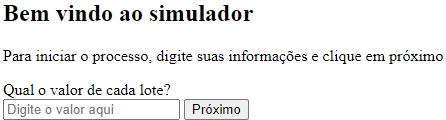 Bem vindo ao simulador
Para iniciar o processo, digite suas informações e clique em próximo
Qual o valor de cada lote?
Digite o valor aqui Próximo